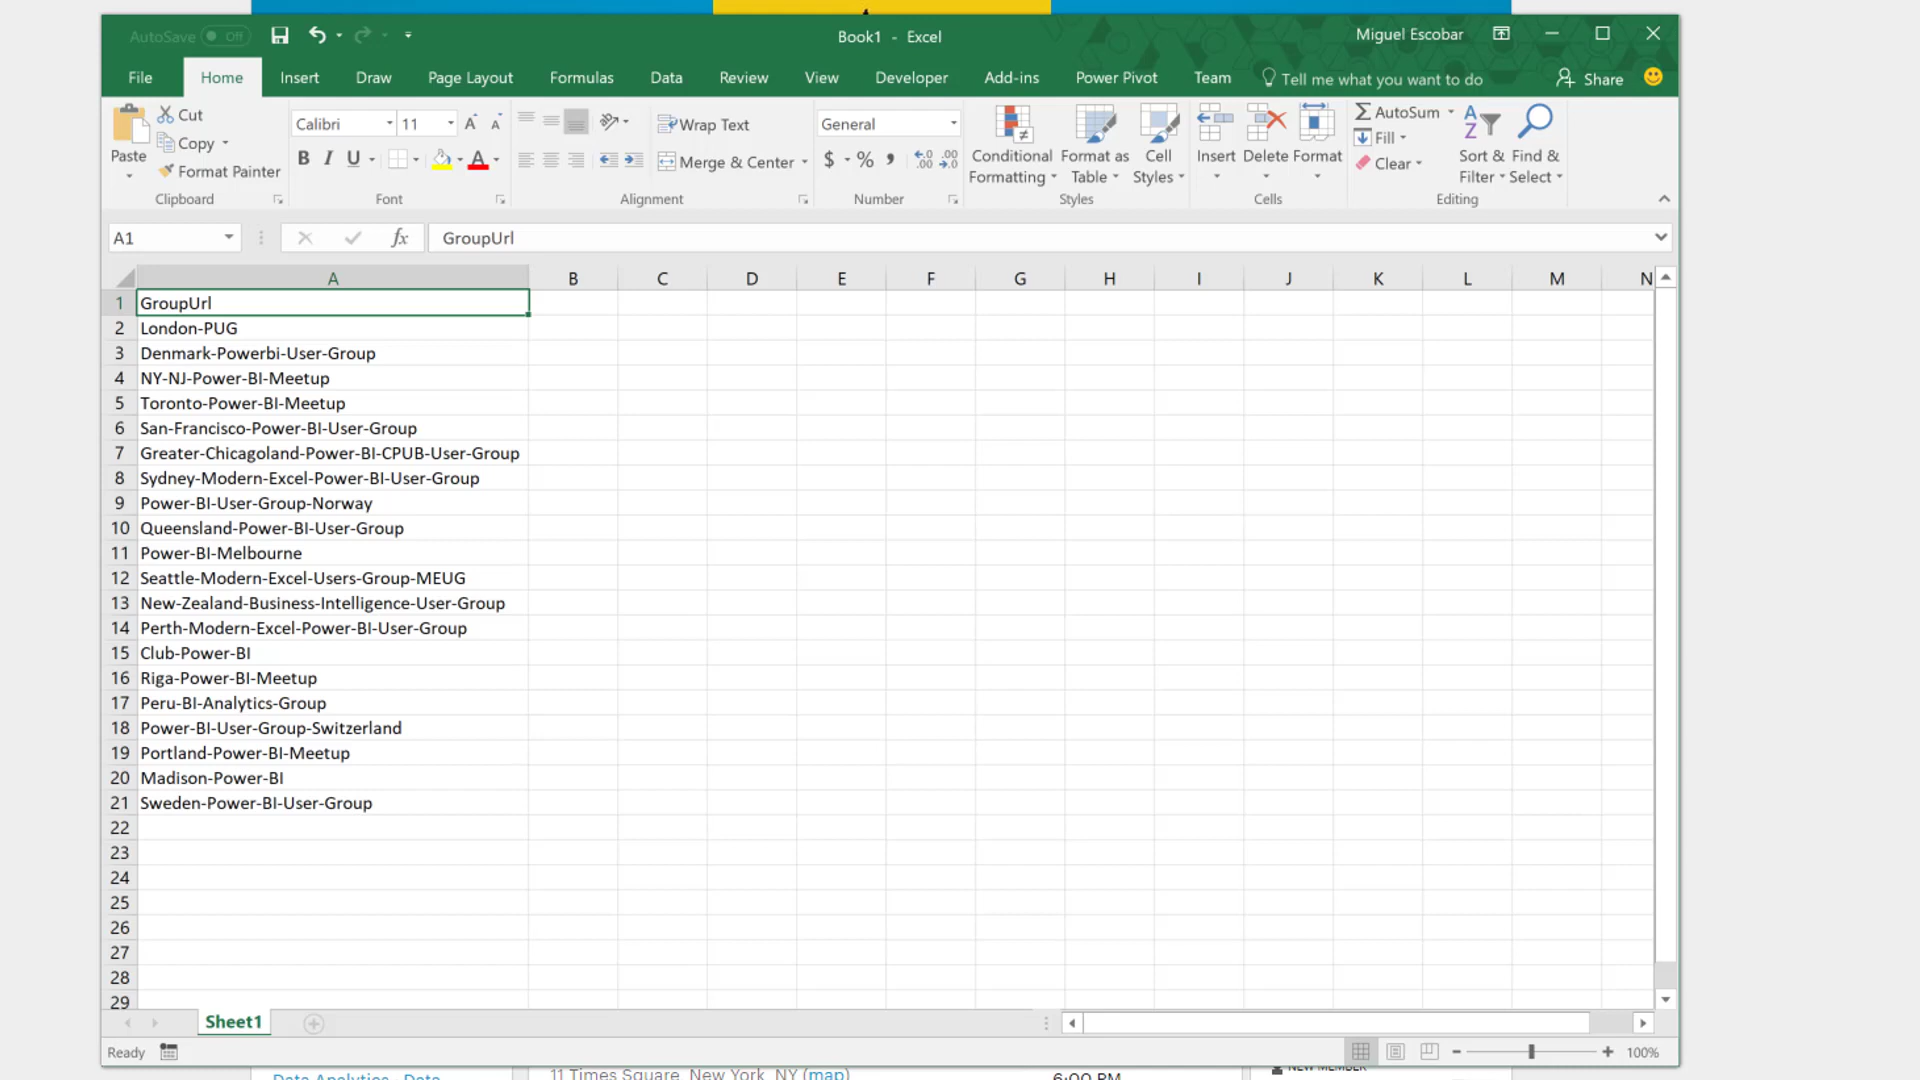 AutoSave Off
Book1 - Excel
Miguel Escobar
File Home Insert Draw Page Layout Formulas Data Review View Developer Add-ins Power Pivot Team Tell me what you want to do Share
Paste
Cut
Copy
Format Painter
Clipboard
Calibri 11
B I U A
Font
Wrap Text
Merge & Center
Alignment
General
$ % ,
Number
Conditional Formatting
Format as Table
Cell Styles
Styles
Insert Delete Format
Cells
AutoSum
Fill
Clear
Sort & Filter
Find & Select
Editing
A1 fx GroupUrl
A B C D E F G H I J K L M N
1 GroupUrl
2 London-PUG
3 Denmark-Powerbi-User-Group
4 NY-NJ-Power-BI-Meetup
5 Toronto-Power-BI-Meetup
6 San-Francisco-Power-BI-User-Group
7 Greater-Chicagoland-Power-BI-CPUB-User-Group
8 Sydney-Modern-Excel-Power-BI-User-Group
9 Power-BI-User-Group-Norway
10 Queensland-Power-BI-User-Group
11 Power-BI-Melbourne
12 Seattle-Modern-Excel-Users-Group-MEUG
13 New-Zealand-Business-Intelligence-User-Group
14 Perth-Modern-Excel-Power-BI-User-Group
15 Club-Power-BI
16 Riga-Power-BI-Meetup
17 Peru-BI-Analytics-Group
18 Power-BI-User-Group-Switzerland
19 Portland-Power-BI-Meetup
20 Madison-Power-BI
21 Sweden-Power-BI-User-Group
22
23
24
25
26
27
28
29
Sheet1
Ready
100%
Data Analytics - Data
11 Times Square, New York, NY (map)
6:00 PM
NEW MEMBER